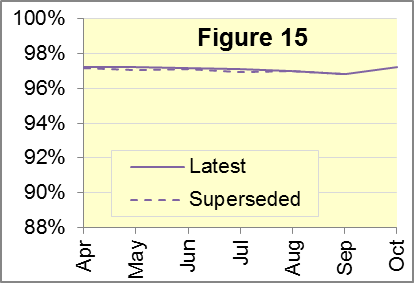 100%
98%
96%
94%
92%
90%
88%
Figure 15
Latest
Superseded
Apr
May
Jun
Jul
Aug
Sep
Oct